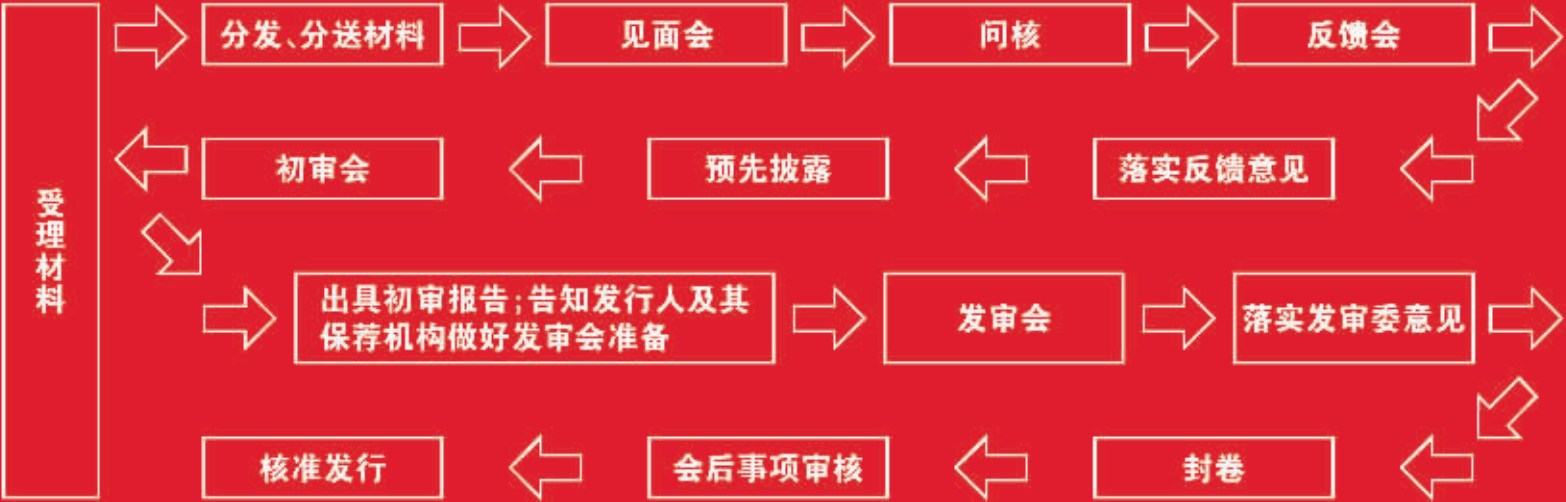 受理材料
分发、分送材料
见面会
问核
反馈会
落实反馈意见
预先披露
初审会
出具初审报告;告知发行人及其
保荐机构做好发审会准备
发审会
落实发审委意见
封卷
会后事项审核
核准发行